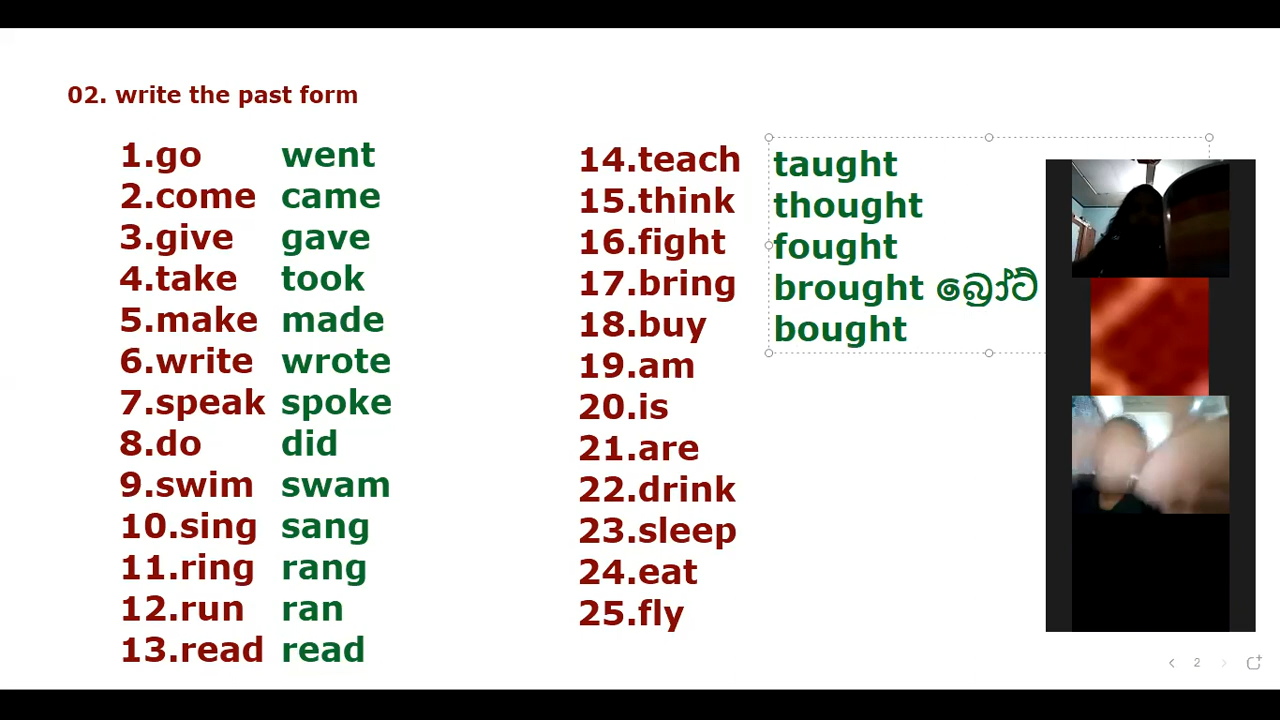 02. write the past form
1.go went
2.come came
3.give gave
4.take took
5.make made
6.write wrote
7.speak spoke
8.do did
9.swim swam
10.sing sang
11.ring rang
12.run ran
13.read read
14.teach taught
15.think thought
16.fight fought
17.bring brought බ්‍රෝට්
18.buy bought
19.am
20.is
21.are
22.drink
23.sleep
24.eat
25.fly
2